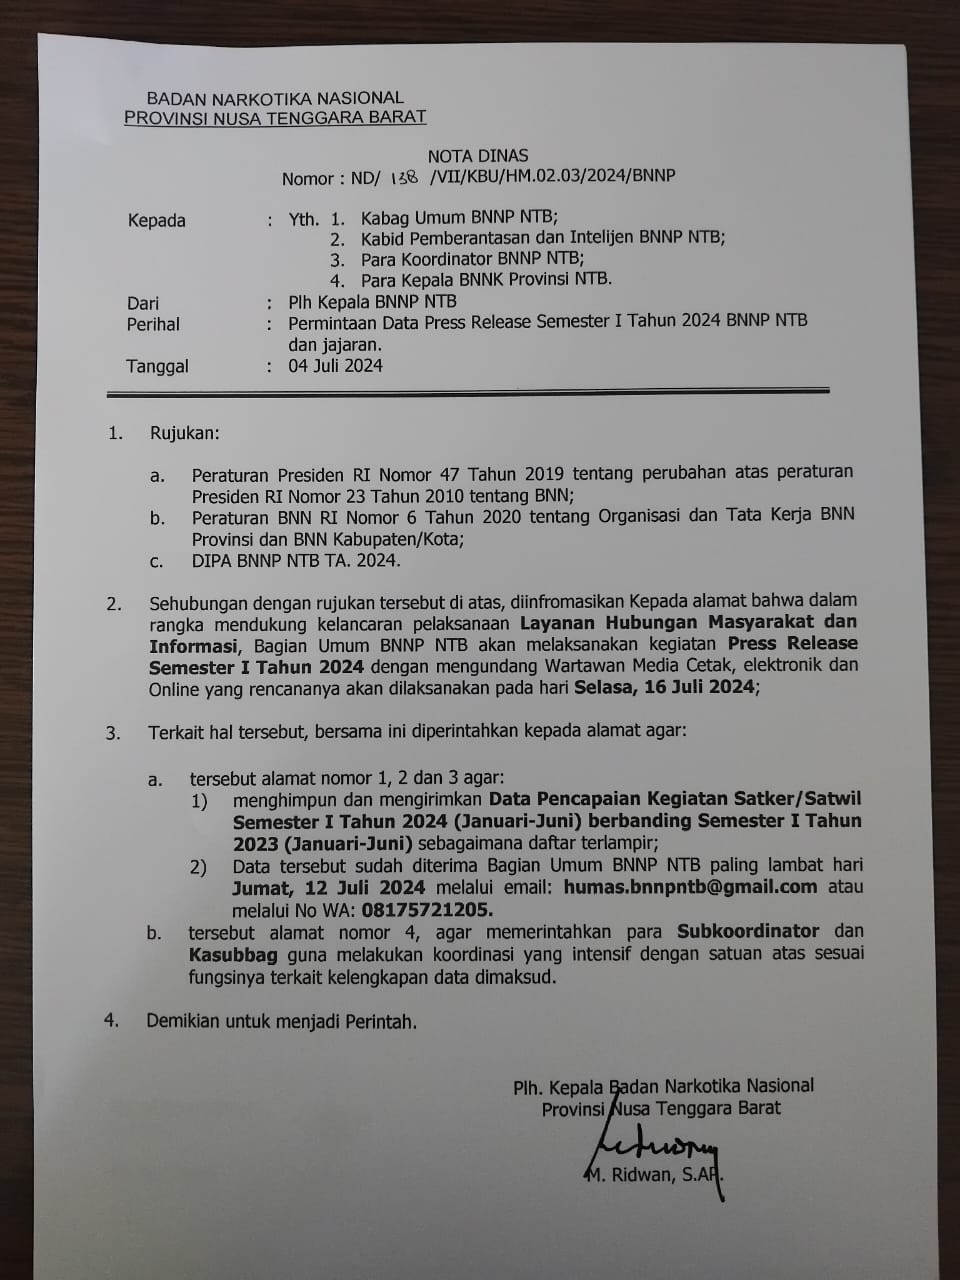 BADAN NARKOTIKA NASIONAL
PROVINSI NUSA TENGGARA BARAT
NOTA DINAS
Nomor : ND/ 138 /VII/KBU/HM.02.03/2024/BNNP
Kepada : Yth. 1. Kabag Umum BNNP NTB;
2. Kabid Pemberantasan dan Intelijen BNNP NTB;
3. Para Koordinator BNNP NTB;
4. Para Kepala BNNK Provinsi NTB.
Dari : Plh Kepala BNNP NTB
Perihal : Permintaan Data Press Release Semester I Tahun 2024 BNNP NTB
dan jajaran.
Tanggal : 04 Juli 2024
1. Rujukan:
a. Peraturan Presiden RI Nomor 47 Tahun 2019 tentang perubahan atas peraturan
Presiden RI Nomor 23 Tahun 2010 tentang BNN;
b. Peraturan BNN RI Nomor 6 Tahun 2020 tentang Organisasi dan Tata Kerja BNN
Provinsi dan BNN Kabupaten/Kota;
c. DIPA BNNP NTB TA. 2024.
2. Sehubungan dengan rujukan tersebut di atas, diinfromasikan Kepada alamat bahwa dalam
rangka mendukung kelancaran pelaksanaan Layanan Hubungan Masyarakat dan
Informasi, Bagian Umum BNNP NTB akan melaksanakan kegiatan Press Release
Semester I Tahun 2024 dengan mengundang Wartawan Media Cetak, elektronik dan
Online yang rencananya akan dilaksanakan pada hari Selasa, 16 Juli 2024;
3. Terkait hal tersebut, bersama ini diperintahkan kepada alamat agar:
a. tersebut alamat nomor 1, 2 dan 3 agar:
1) menghimpun dan mengirimkan Data Pencapaian Kegiatan Satker/Satwil
Semester I Tahun 2024 (Januari-Juni) berbanding Semester I Tahun
2023 (Januari-Juni) sebagaimana daftar terlampir;
2) Data tersebut sudah diterima Bagian Umum BNNP NTB paling lambat hari
Jumat, 12 Juli 2024 melalui email: humas.bnnpntb@gmail.com atau
melalui No WA: 08175721205.
b. tersebut alamat nomor 4, agar memerintahkan para Subkoordinator dan
Kasubbag guna melakukan koordinasi yang intensif dengan satuan atas sesuai
fungsinya terkait kelengkapan data dimaksud.
4. Demikian untuk menjadi Perintah.
Plh. Kepala Badan Narkotika Nasional
Provinsi Nusa Tenggara Barat
M. Ridwan, S.AP.